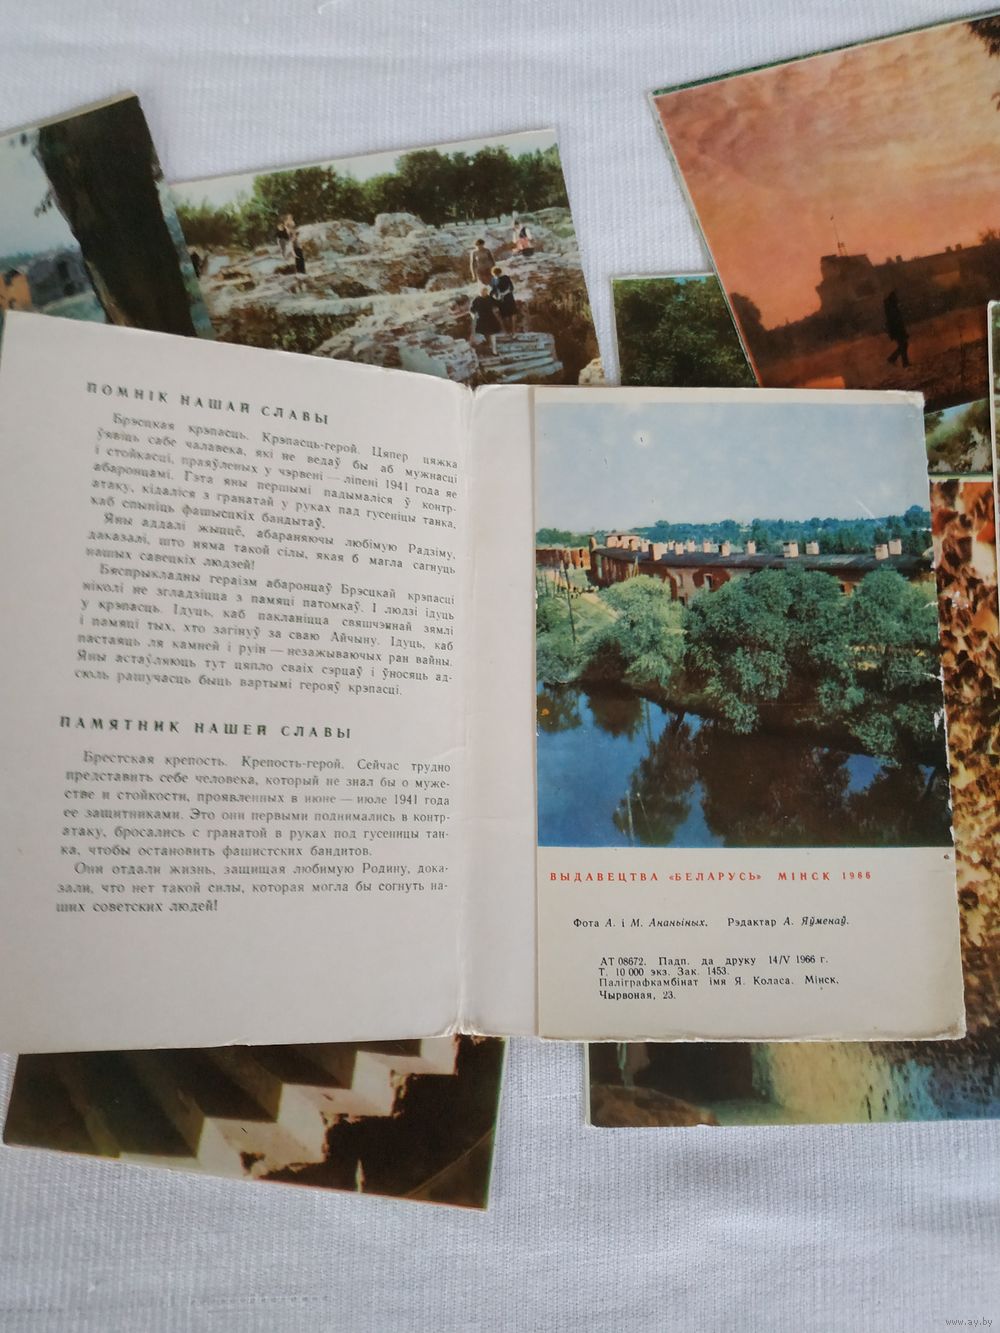 ПОМНІК НАШАЙ СЛАВЫ
Брэсцкая крэпасць. Крэпасць-герой. Цяпер цяжка
ўявіць сабе чалавека, які не ведаў бы аб мужнасці
і стойкасці, праяўленых у чэрвені — ліпені 1941 года яе
абаронцамі. Гэта яны першымі падымаліся ў контр-
атаку, кідаліся з гранатай у руках пад гусеніцы танка,
каб спыніць фашысцкіх бандытаў.
Яны аддалі жыццё, абараняючы любімую Радзіму,
даказалі, што няма такой сілы, якая б магла сагнуць
нашых савецкіх людзей!
Бяспрыкладны гераізм абаронцаў Брэсцкай крэпасці
ніколі не згладзіцца з памяці патомкаў. І людзі ідуць
у крэпасць. Ідуць, каб пакланіцца свяшчэннай зямлі
і памяці тых, хто загінуў за сваю Айчыну. Ідуць, каб
пастаяць ля камней і руін — незажываючых ран вайны.
Яны астаўляюць тут цяпло сваіх сэрцаў і ўносяць ад-
сюль рашучасць быць вартымі герояў крэпасці.
ПАМЯТНИК НАШЕЙ СЛАВЫ
Брестская крепость. Крепость-герой. Сейчас трудно
представить себе человека, который не знал бы о муже-
стве и стойкости, проявленных в июне — июле 1941 года
ее защитниками. Это они первыми поднимались в контр-
атаку, бросались с гранатой в руках под гусеницы тан-
ка, чтобы остановить фашистских бандитов.
Они отдали жизнь, защищая любимую Родину, дока-
зали, что нет такой силы, которая могла бы согнуть на-
ших советских людей!
ВЫДАВЕЦТВА «БЕЛАРУСЬ» МІНСК 1966
Фота А. і М. Ананьіных. Рэдактар А. Яўменаў.
АТ 08672. Падп. да друку 14/V 1966 г.
Т. 10 000 экз. Зак. 1453.
Паліграфкамбінат імя Я. Коласа. Мінск.
Чырвоная, 23.
www.ay.by